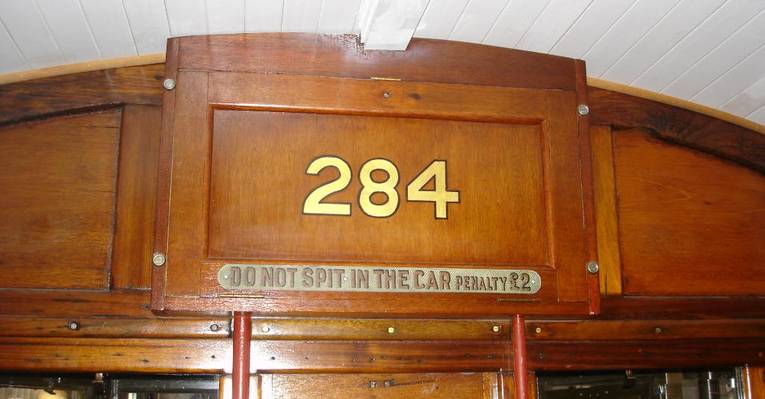 284
DO NOT SPIT IN THE CAR PENALTY £2